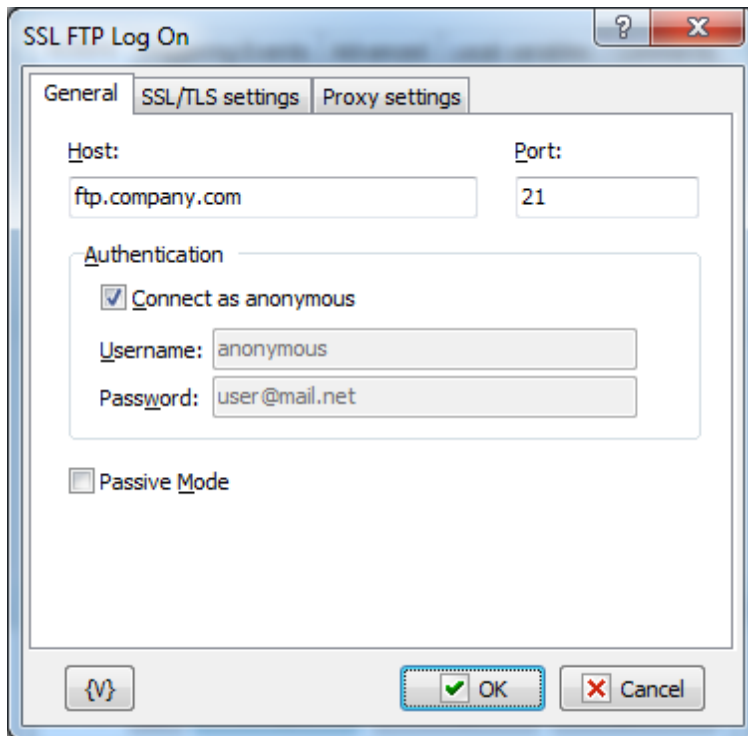 SSL FTP Log On
?
General SSL/TLS settings Proxy settings
Host: Port:
ftp.company.com 21
Authentication
Connect as anonymous
Username: anonymous
Password: user@mail.net
Passive Mode
{V} OK Cancel